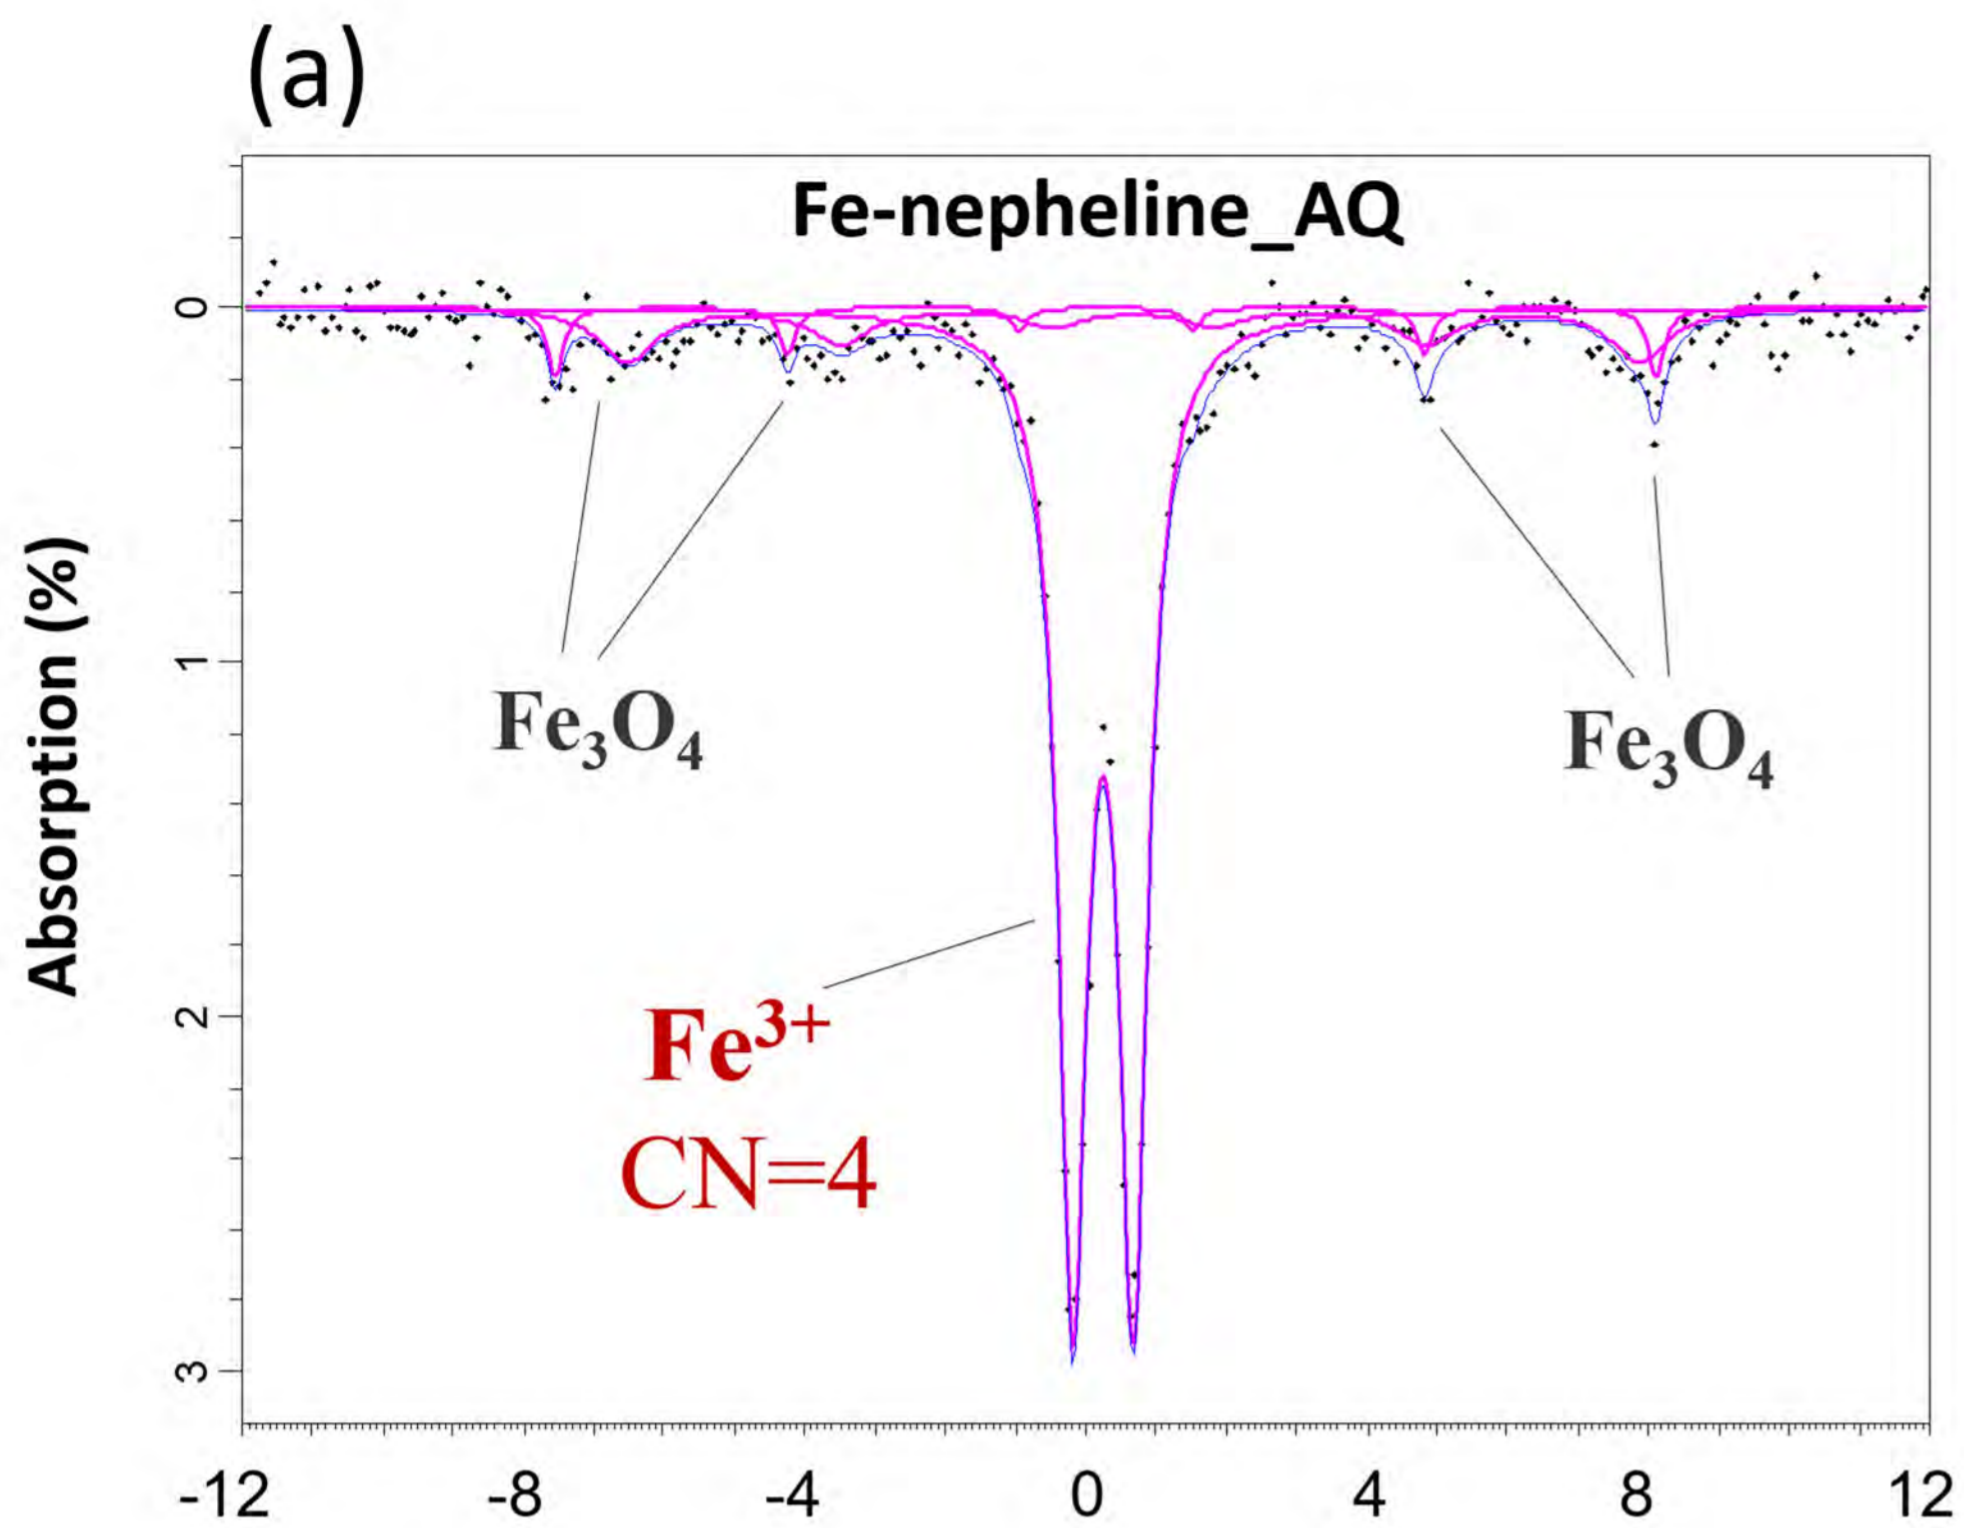 (a)
Fe-nepheline_AQ
Absorption (%)
0
1
2
3
Fe₃O₄
Fe₃O₄
Fe³⁺
CN=4
-12 -8 -4 0 4 8 12